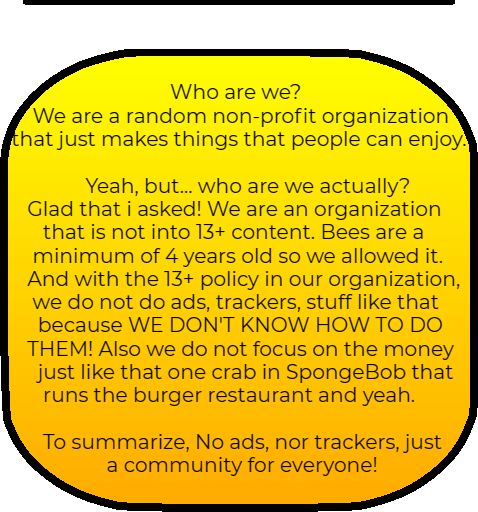 Who are we?
We are a random non-profit organization
that just makes things that people can enjoy.
Yeah, but... who are we actually?
Glad that i asked! We are an organization
that is not into 13+ content. Bees are a
minimum of 4 years old so we allowed it.
And with the 13+ policy in our organization,
we do not do ads, trackers, stuff like that
because WE DON'T KNOW HOW TO DO
THEM! Also we do not focus on the money
just like that one crab in SpongeBob that
runs the burger restaurant and yeah.
To summarize, No ads, nor trackers, just
a community for everyone!